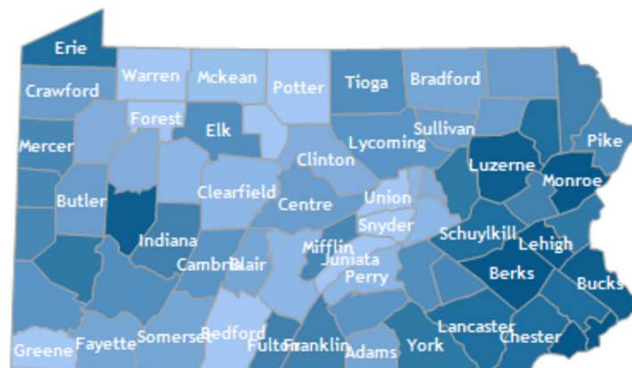 Erie
Warren
Mckean
Potter
Tioga
Bradford
Crawford
Forest
Elk
Lycoming
Sullivan
Pike
Mercer
Clinton
Luzerne
Monroe
Butler
Clearfield
Centre
Union
Snyder
Indiana
Mifflin
Schuylkill
Lehigh
Cambria
Blair
Juniata
Perry
Berks
Bucks
Greene
Fayette
Somerset
Bedford
Fulton
Franklin
Adams
York
Lancaster
Chester